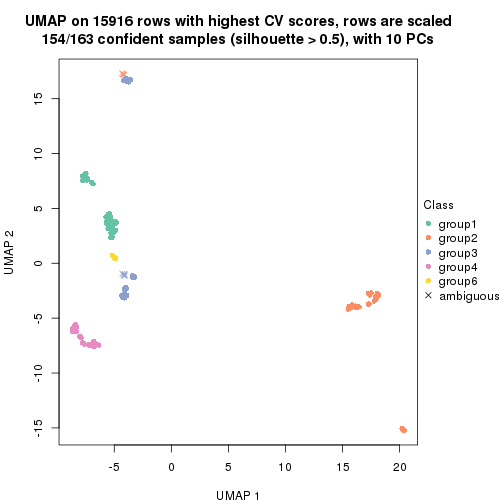 UMAP on 15916 rows with highest CV scores, rows are scaled
154/163 confident samples (silhouette > 0.5), with 10 PCs
15
10
5
0
-5
-10
-15
UMAP 2
-5
0
5
10
15
20
UMAP 1
Class
group1
group2
group3
group4
group6
ambiguous